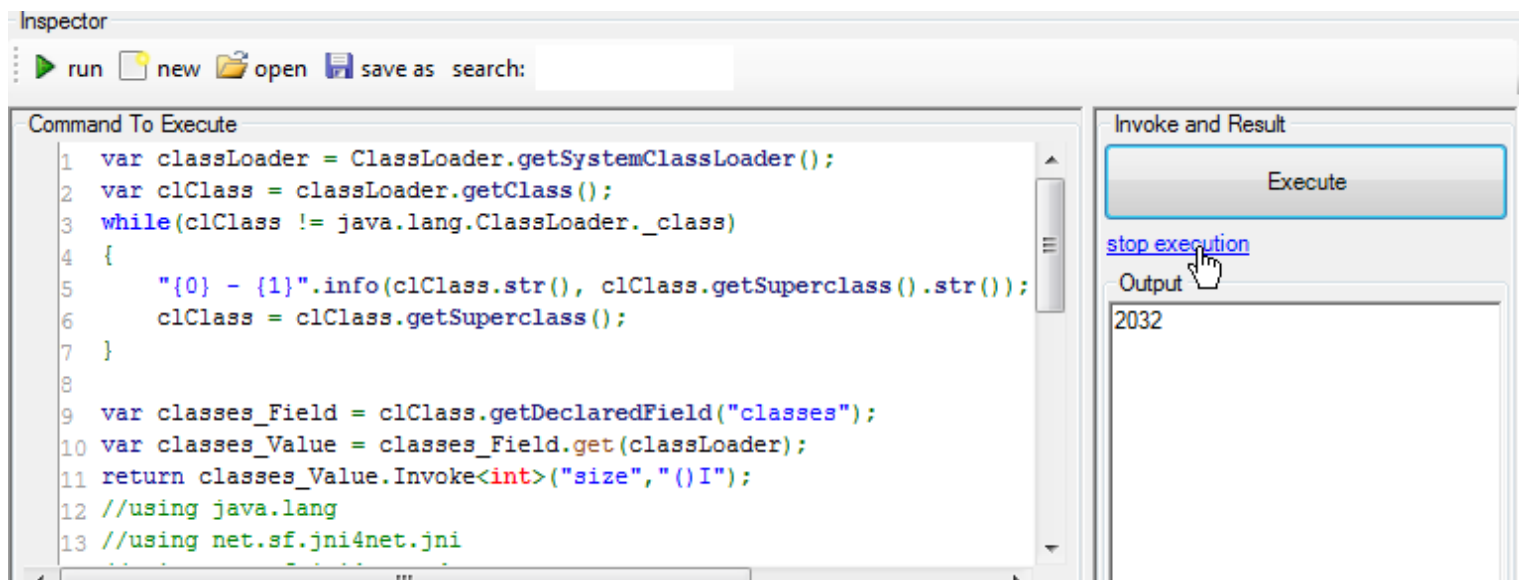 Inspector
run new open save as search:
Command To Execute
1 var classLoader = ClassLoader.getSystemClassLoader();
2 var clClass = classLoader.getClass();
3 while(clClass != java.lang.ClassLoader._class)
4 {
5 "{0} - {1}".info(clClass.str(), clClass.getSuperclass().str());
6 clClass = clClass.getSuperclass();
7 }
8
9 var classes_Field = clClass.getDeclaredField("classes");
10 var classes_Value = classes_Field.get(classLoader);
11 return classes_Value.Invoke<int>("size","()I");
12 //using java.lang
13 //using net.sf.jni4net.jni
Invoke and Result
Execute
stop execution
Output
2032